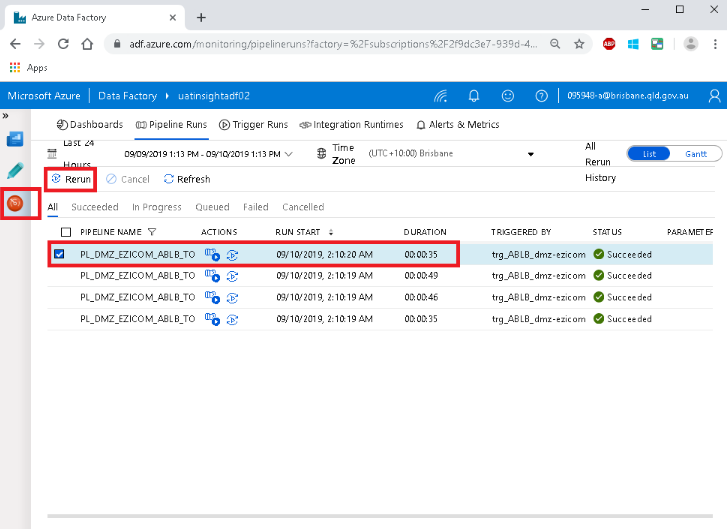 Azure Data Factory
adf.azure.com/monitoring/pipelineruns?factory=%2Fsubscriptions%2F2f9dc3e7-939d-4...
ABP
Apps
Microsoft Azure Data Factory uatinsightadf02 095948-a@brisbane.qld.gov.au
»
Dashboards Pipeline Runs Trigger Runs Integration Runtimes Alerts & Metrics
Last 24 Hours 09/09/2019 1:13 PM - 09/10/2019 1:13 PM Time Zone (UTC+10:00) Brisbane All Rerun History List Gantt
Rerun Cancel Refresh
All Succeeded In Progress Queued Failed Cancelled
PIPELINE NAME ACTIONS RUN START DURATION TRIGGERED BY STATUS PARAMETER
PL_DMZ_EZICOM_ABLB_TO 09/10/2019, 2:10:20 AM 00:00:35 trg_ABLB_dmz-ezicom Succeeded
PL_DMZ_EZICOM_ABLB_TO 09/10/2019, 2:10:19 AM 00:00:49 trg_ABLB_dmz-ezicom Succeeded
PL_DMZ_EZICOM_ABLB_TO 09/10/2019, 2:10:19 AM 00:00:46 trg_ABLB_dmz-ezicom Succeeded
PL_DMZ_EZICOM_ABLB_TO 09/10/2019, 2:10:19 AM 00:00:35 trg_ABLB_dmz-ezicom Succeeded